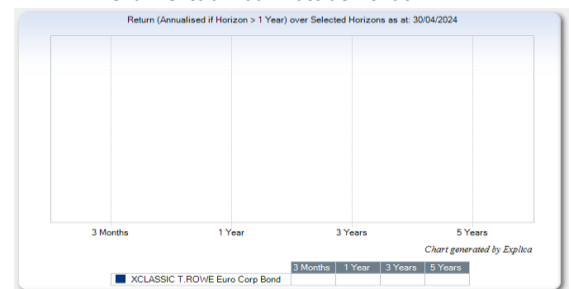 Return (Annualised if Horizon > 1 Year) over Selected Horizons as at: 30/04/2024
3 Months 1 Year 3 Years 5 Years
Chart generated by Explica
3 Months 1 Year 3 Years 5 Years
XCLASSIC T.ROWE Euro Corp Bond